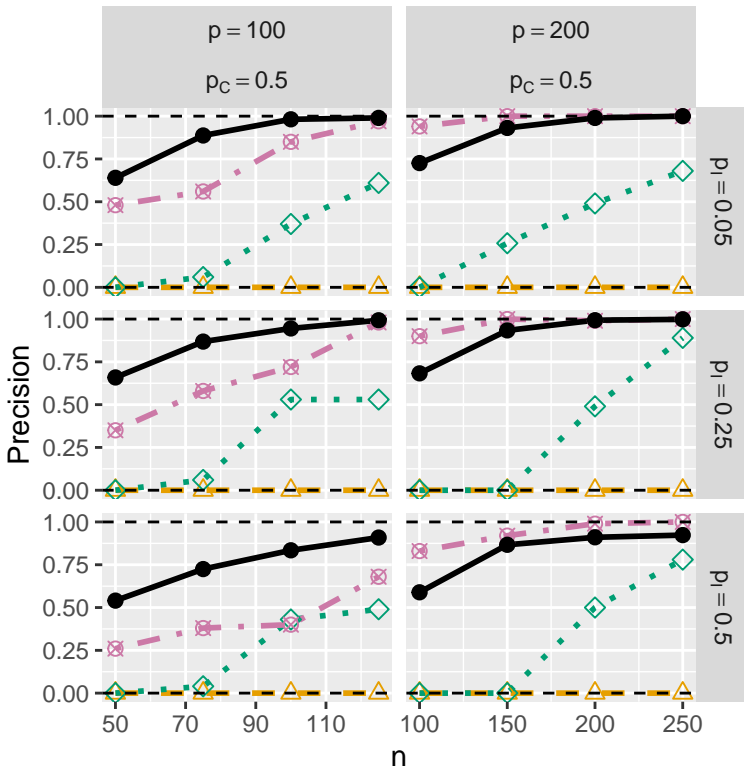 p = 100
p = 200
p_C = 0.5
p_C = 0.5
1.00
0.75
0.50
0.25
0.00
p_I = 0.05
1.00
0.75
0.50
0.25
0.00
p_I = 0.25
1.00
0.75
0.50
0.25
0.00
p_I = 0.5
Precision
50 70 90 110
100 150 200 250
n